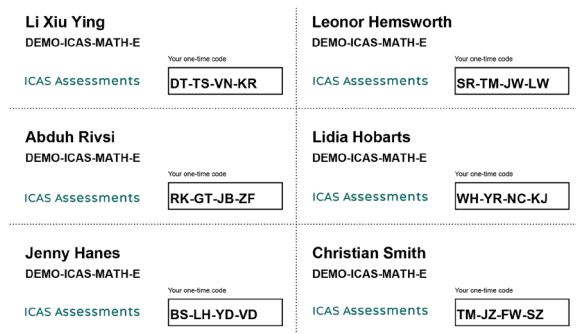 Li Xiu Ying
DEMO-ICAS-MATH-E
Your one-time code
ICAS Assessments
DT-TS-VN-KR
Leonor Hemsworth
DEMO-ICAS-MATH-E
Your one-time code
ICAS Assessments
SR-TM-JW-LW
Abduh Rivsi
DEMO-ICAS-MATH-E
Your one-time code
ICAS Assessments
RK-GT-JB-ZF
Lidia Hobarts
DEMO-ICAS-MATH-E
Your one-time code
ICAS Assessments
WH-YR-NC-KJ
Jenny Hanes
DEMO-ICAS-MATH-E
Your one-time code
ICAS Assessments
BS-LH-YD-VD
Christian Smith
DEMO-ICAS-MATH-E
Your one-time code
ICAS Assessments
TM-JZ-FW-SZ